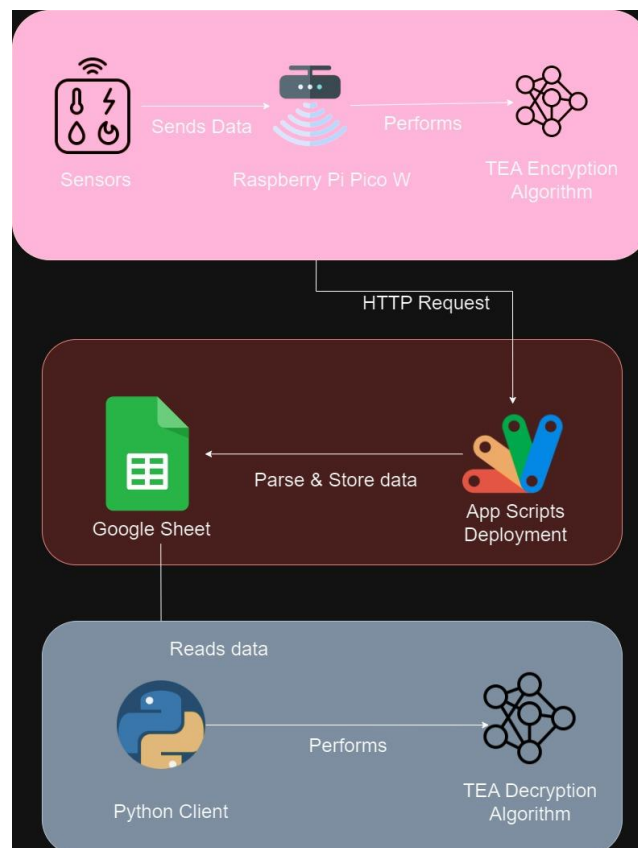 Sends Data
Performs
Sensors
Raspberry Pi Pico W
TEA Encryption
Algorithm
HTTP Request
Parse & Store data
Google Sheet
App Scripts
Deployment
Reads data
Performs
Python Client
TEA Decryption
Algorithm